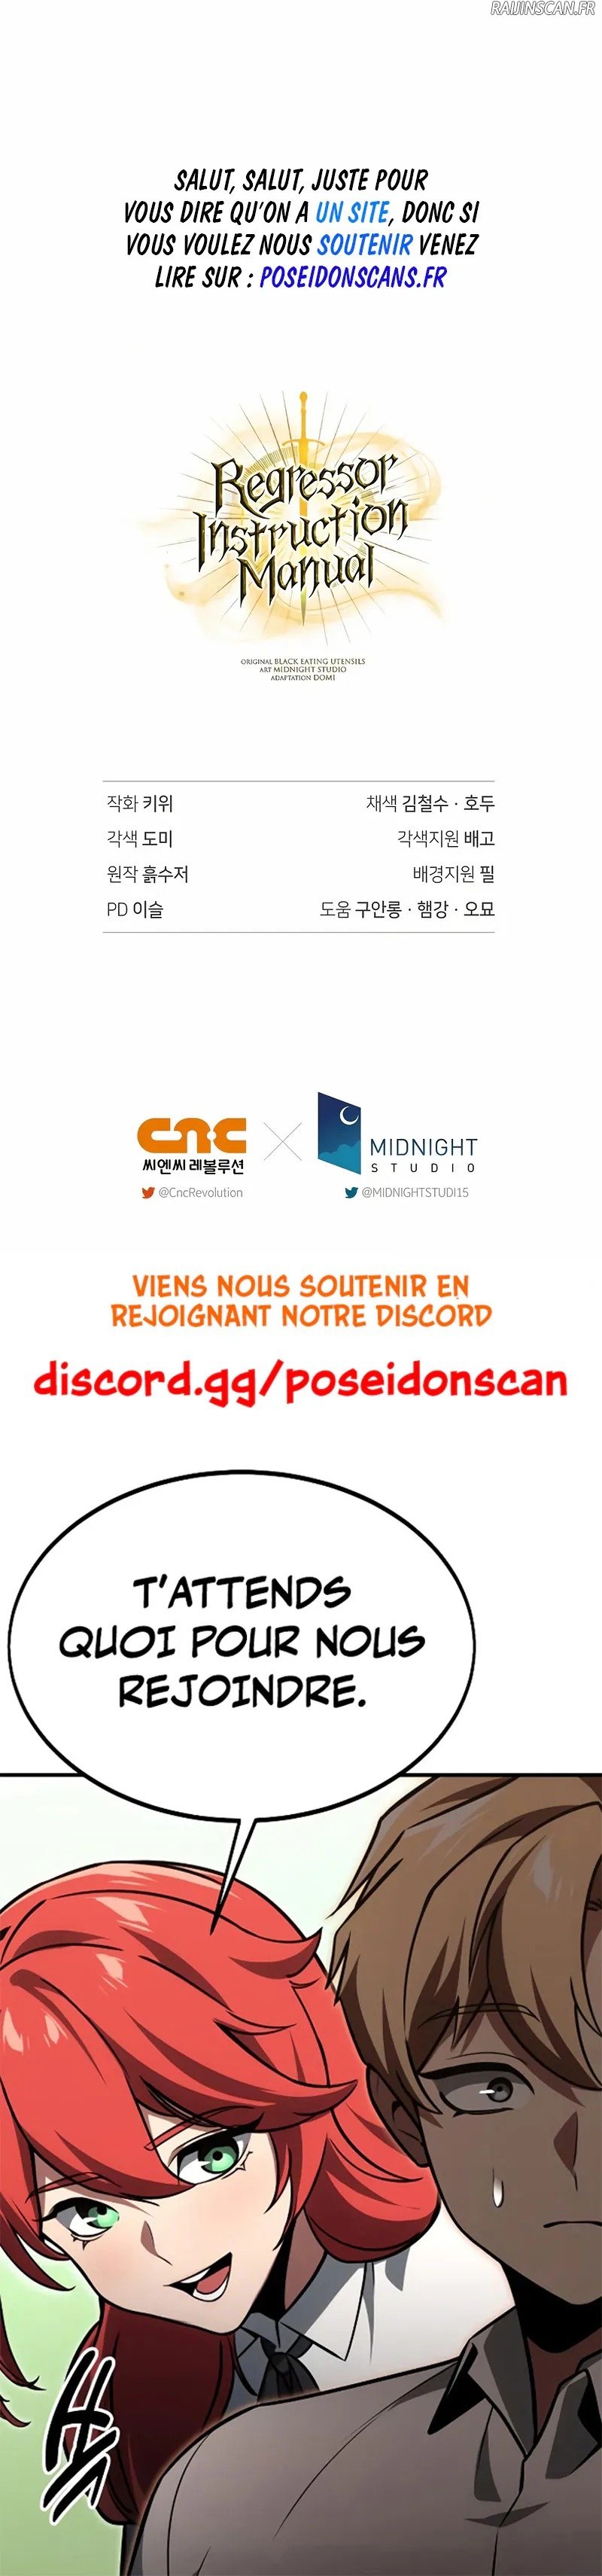 RAIJINSCAN.FR
SALUT, SALUT, JUSTE POUR
VOUS DIRE QU'ON A UN SITE, DONC SI
VOUS VOULEZ NOUS SOUTENIR VENEZ
LIRE SUR : POSEIDONSCANS.FR
Regressor
Instruction
Manual
ORIGINAL BLACK EATING UTENSILS
ART MIDNIGHT STUDIO
ADAPTATION DOMI
작화 키위
채색 김철수 · 호두
각색 도미
각색지원 배고
원작 흙수저
배경지원 필
PD 이슬
도움 구안롱 · 햄강 · 오묘
CNC
씨엔씨 레볼루션
@CncRevolution
MIDNIGHT
STUDIO
@MIDNIGHTSTUDI15
VIENS NOUS SOUTENIR EN
REJOIGNANT NOTRE DISCORD
discord.gg/poseidonscan
T'ATTENDS
QUOI POUR NOUS
REJOINDRE.